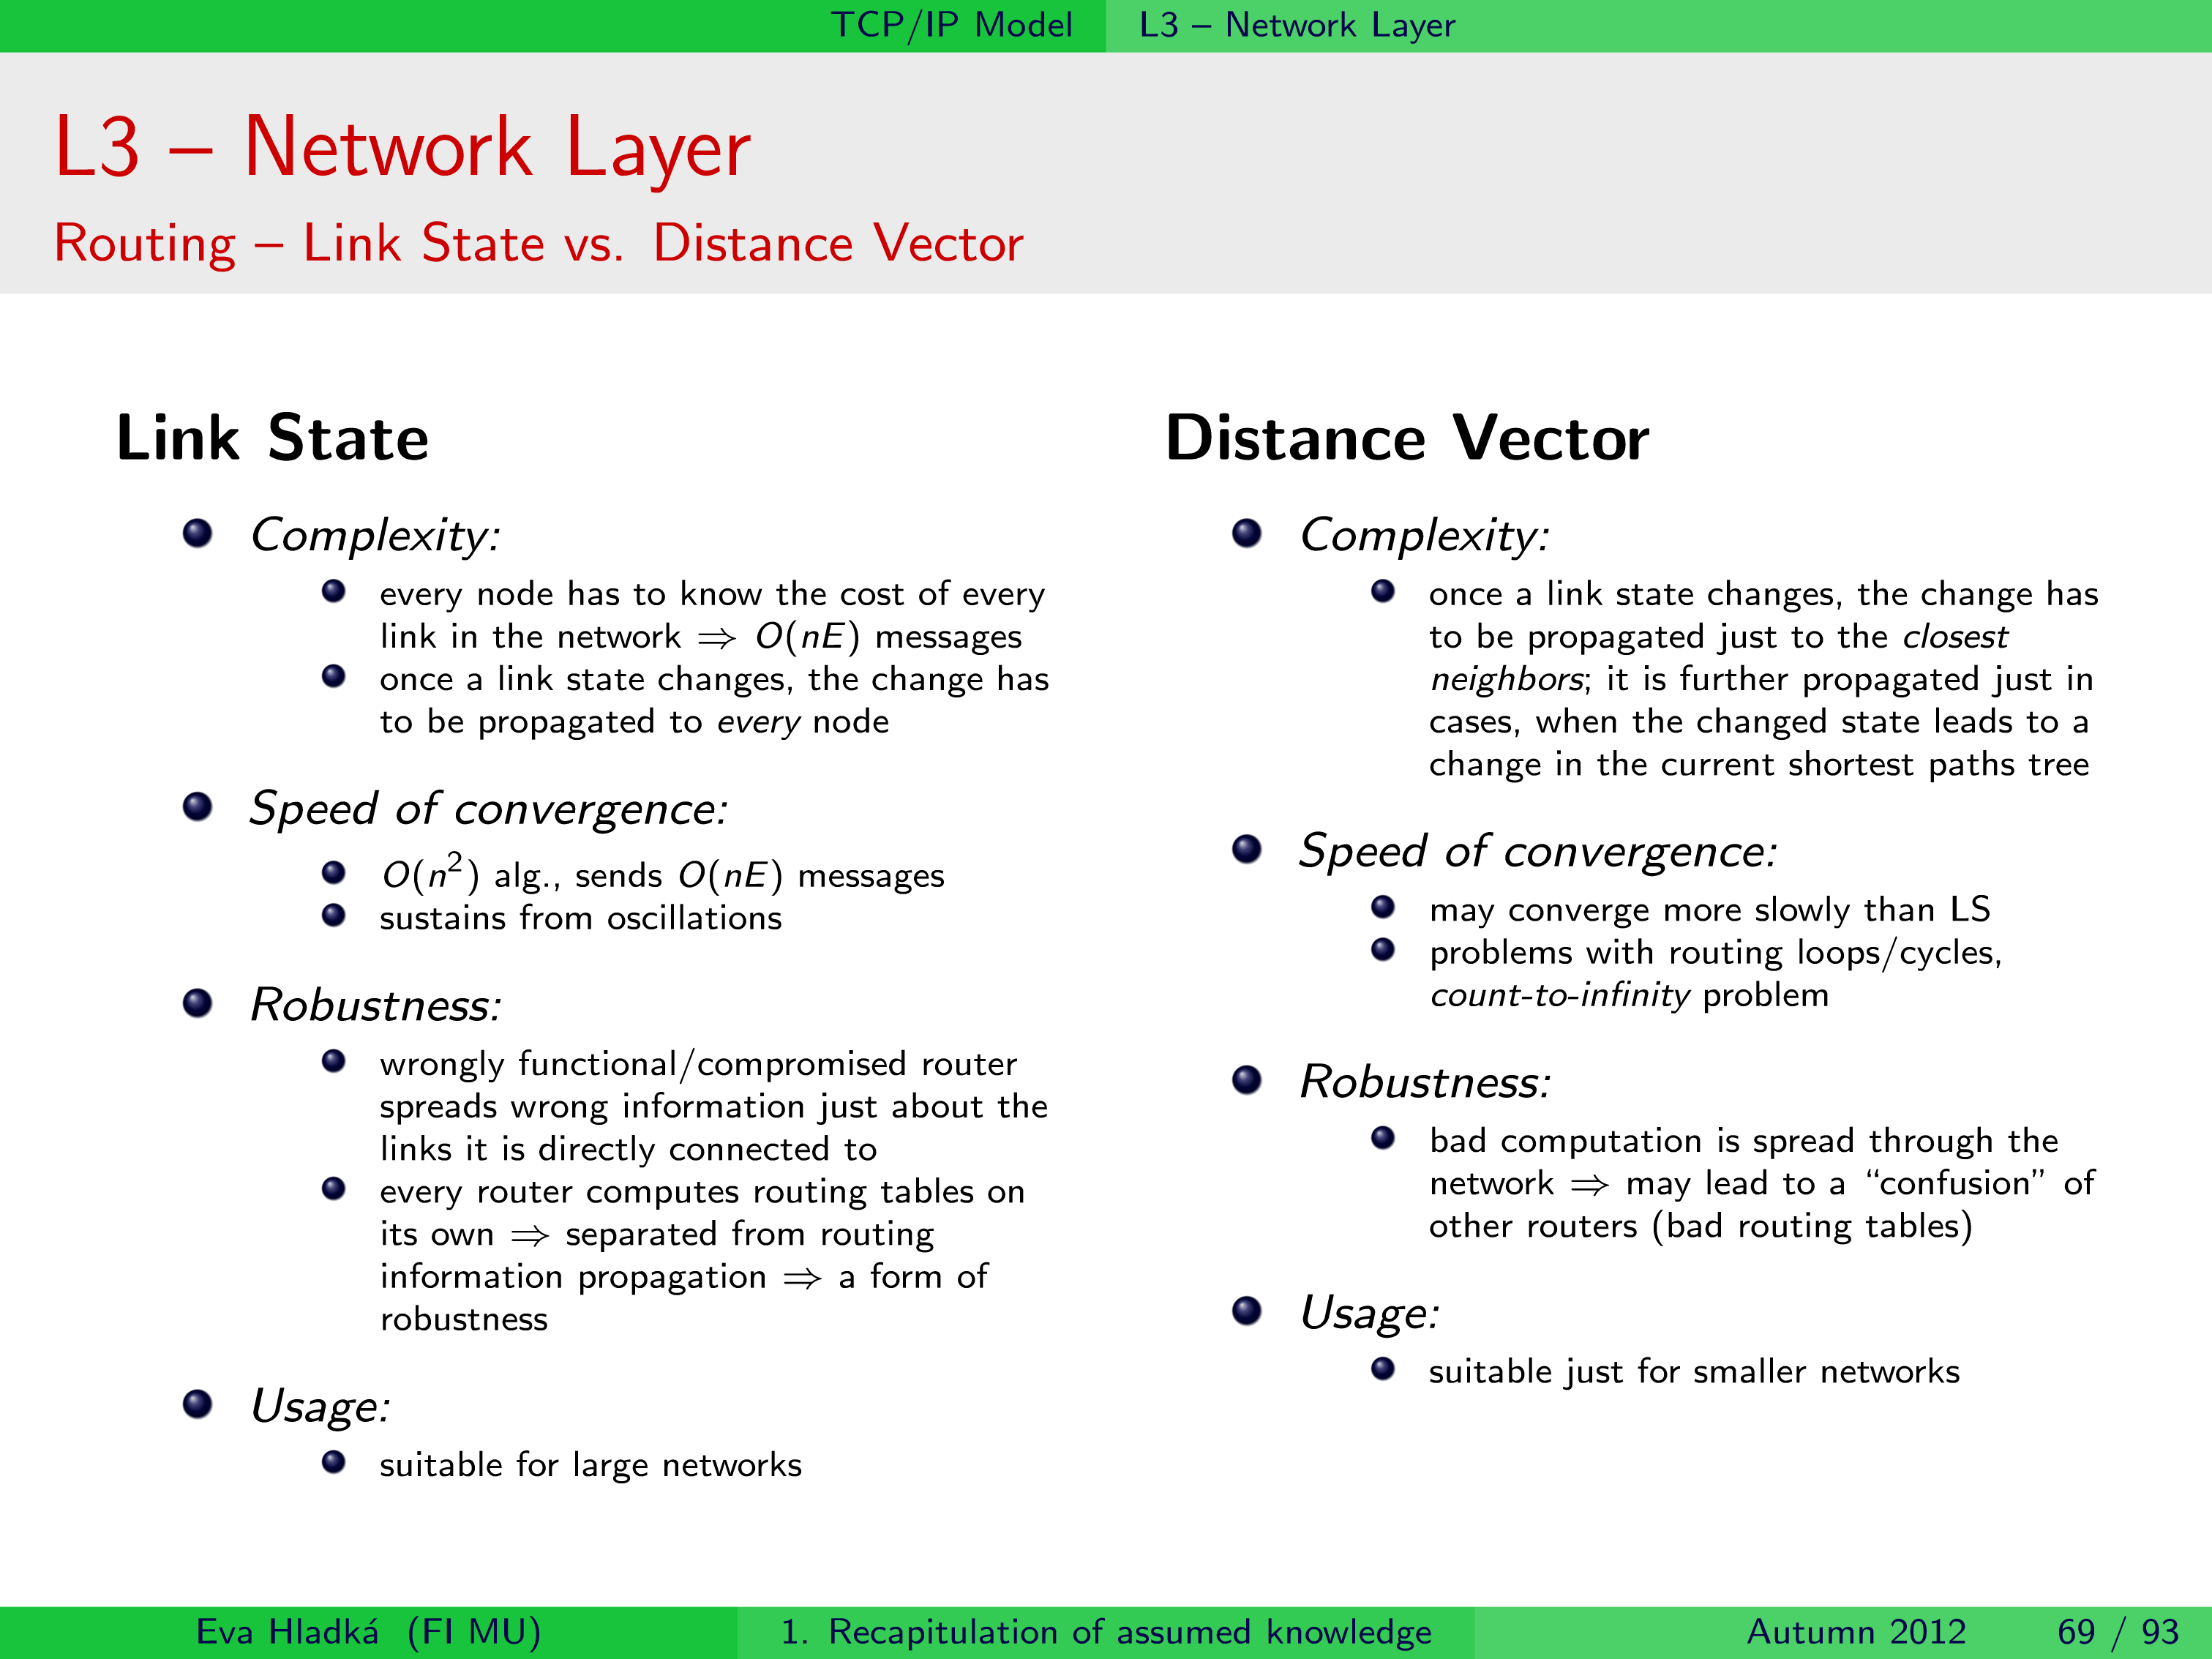 TCP/IP Model L3 – Network Layer
L3 – Network Layer
Routing – Link State vs. Distance Vector
Link State
Complexity:
every node has to know the cost of every
link in the network ⇒ O(nE) messages
once a link state changes, the change has
to be propagated to every node
Speed of convergence:
O(n²) alg., sends O(nE) messages
sustains from oscillations
Robustness:
wrongly functional/compromised router
spreads wrong information just about the
links it is directly connected to
every router computes routing tables on
its own ⇒ separated from routing
information propagation ⇒ a form of
robustness
Usage:
suitable for large networks
Distance Vector
Complexity:
once a link state changes, the change has
to be propagated just to the closest
neighbors; it is further propagated just in
cases, when the changed state leads to a
change in the current shortest paths tree
Speed of convergence:
may converge more slowly than LS
problems with routing loops/cycles,
count-to-infinity problem
Robustness:
bad computation is spread through the
network ⇒ may lead to a “confusion” of
other routers (bad routing tables)
Usage:
suitable just for smaller networks
Eva Hladká (FI MU) 1. Recapitulation of assumed knowledge Autumn 2012 69 / 93